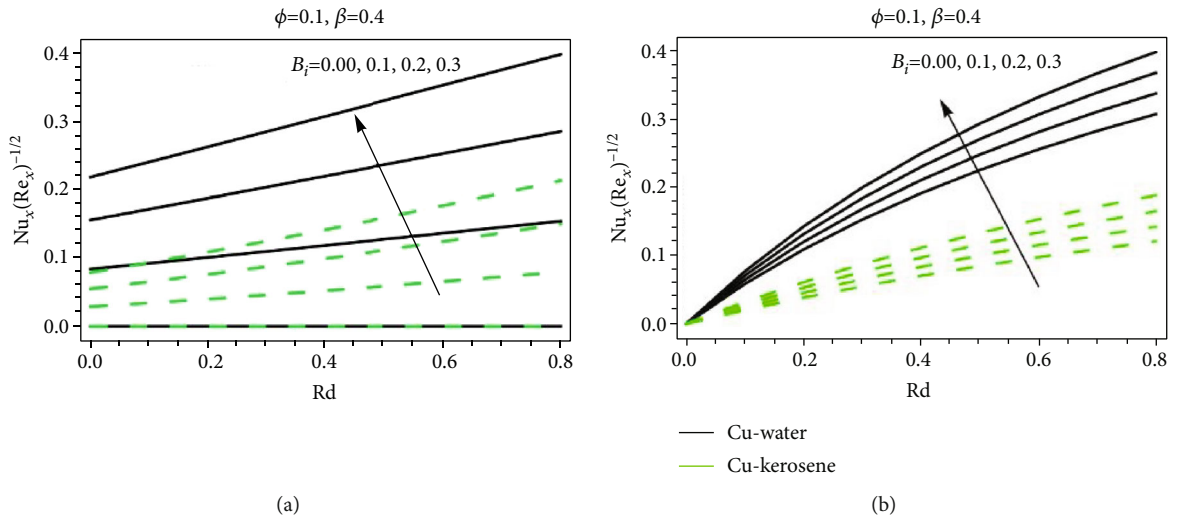 ϕ=0.1, β=0.4
B_i=0.00, 0.1, 0.2, 0.3
Nu_x(Re_x)^{−1/2}
0.4
0.3
0.2
0.1
0.0
0.0 0.2 0.4 0.6 0.8
Rd
(a)
ϕ=0.1, β=0.4
B_i=0.00, 0.1, 0.2, 0.3
Nu_x(Re_x)^{−1/2}
0.4
0.3
0.2
0.1
0.0
0.0 0.2 0.4 0.6 0.8
Rd
Cu-water
Cu-kerosene
(b)